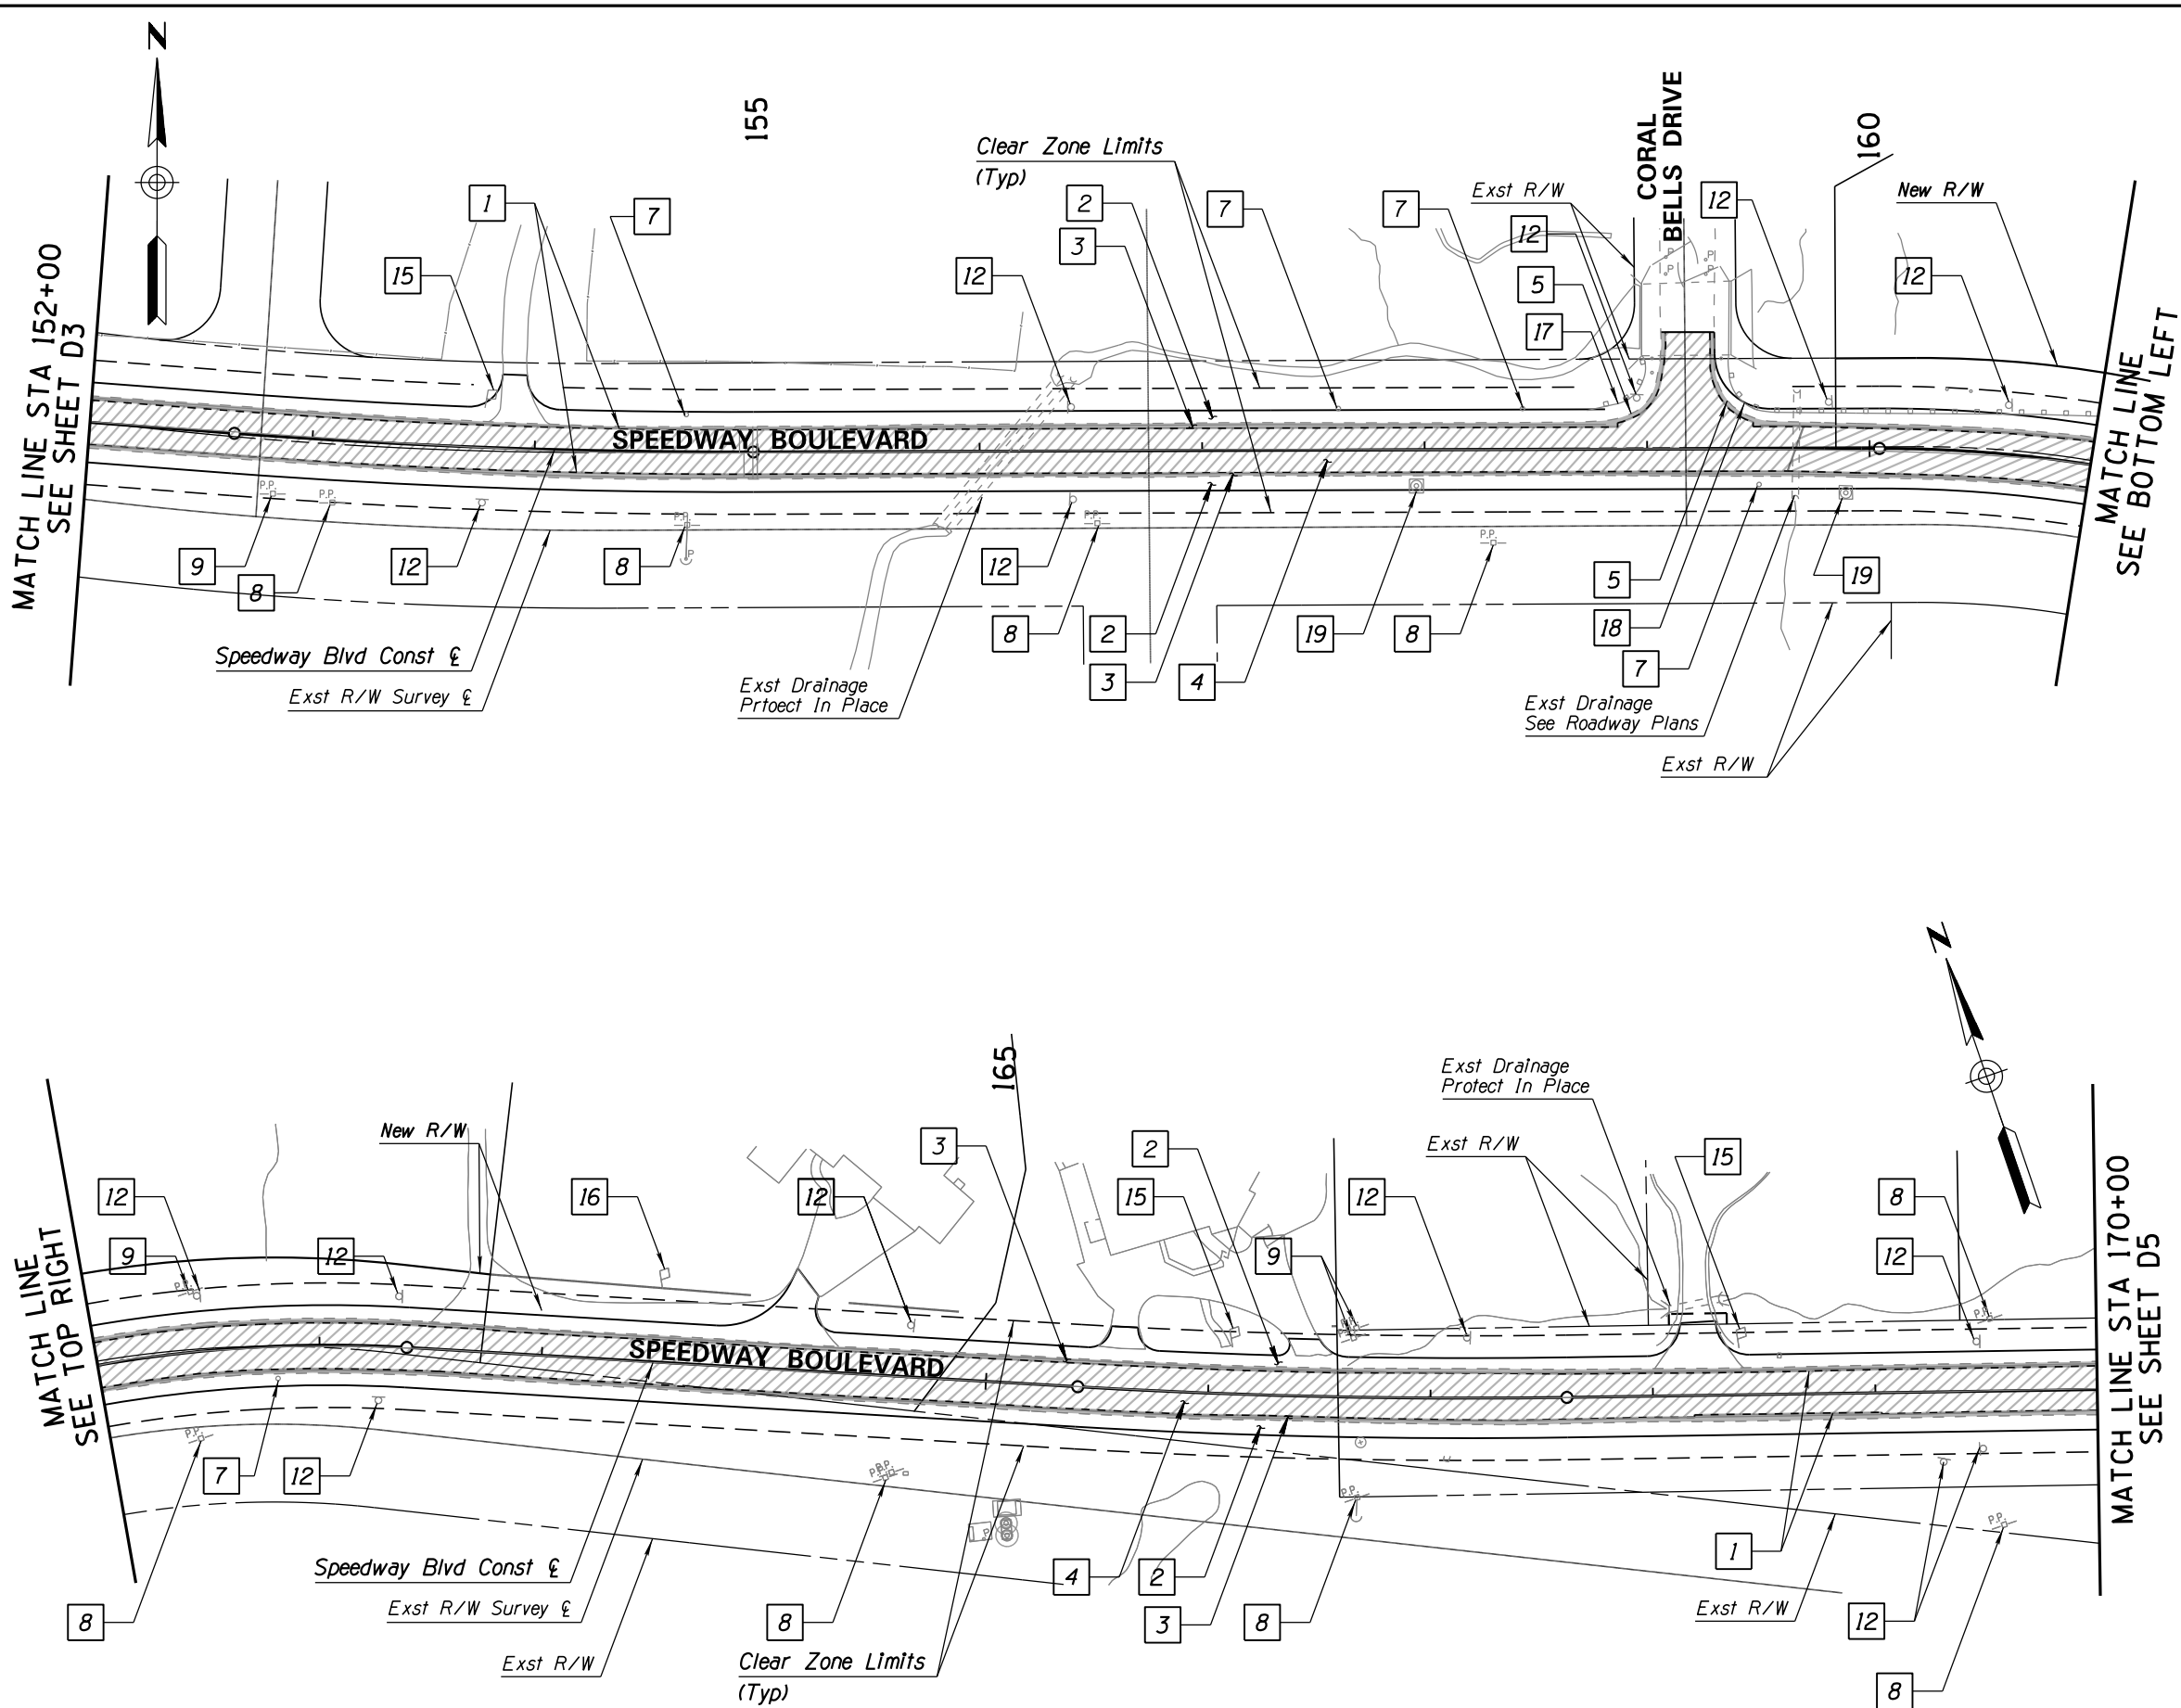 N
155
CORAL
BELLS DRIVE
160
Clear Zone Limits
(Typ)
1
7
2
3
7
7
Exst R/W
12
12
New R/W
15
12
5
17
12
MATCH LINE STA 152+00
SEE SHEET D3
SPEEDWAY BOULEVARD
MATCH LINE
SEE BOTTOM LEFT
P.P.
P.P.
P.P.
P
P.P.
P.P.
P
P
P
P
9
8
12
8
12
8
2
3
4
19
8
5
18
7
19
Speedway Blvd Const ℄
Exst R/W Survey ℄
Exst Drainage
Prtoect In Place
Exst Drainage
See Roadway Plans
Exst R/W
N
165
Exst Drainage
Protect In Place
New R/W
3
2
Exst R/W
15
12
16
12
15
12
8
9
12
9
12
MATCH LINE
SEE TOP RIGHT
SPEEDWAY BOULEVARD
MATCH LINE STA 170+00
SEE SHEET D5
P.P.
P.P.
P.P.
P.P.
P.P.
P.P.
P.P.
P
7
12
8
Speedway Blvd Const ℄
Exst R/W Survey ℄
Exst R/W
8
Clear Zone Limits
(Typ)
4
2
3
8
1
Exst R/W
12
8